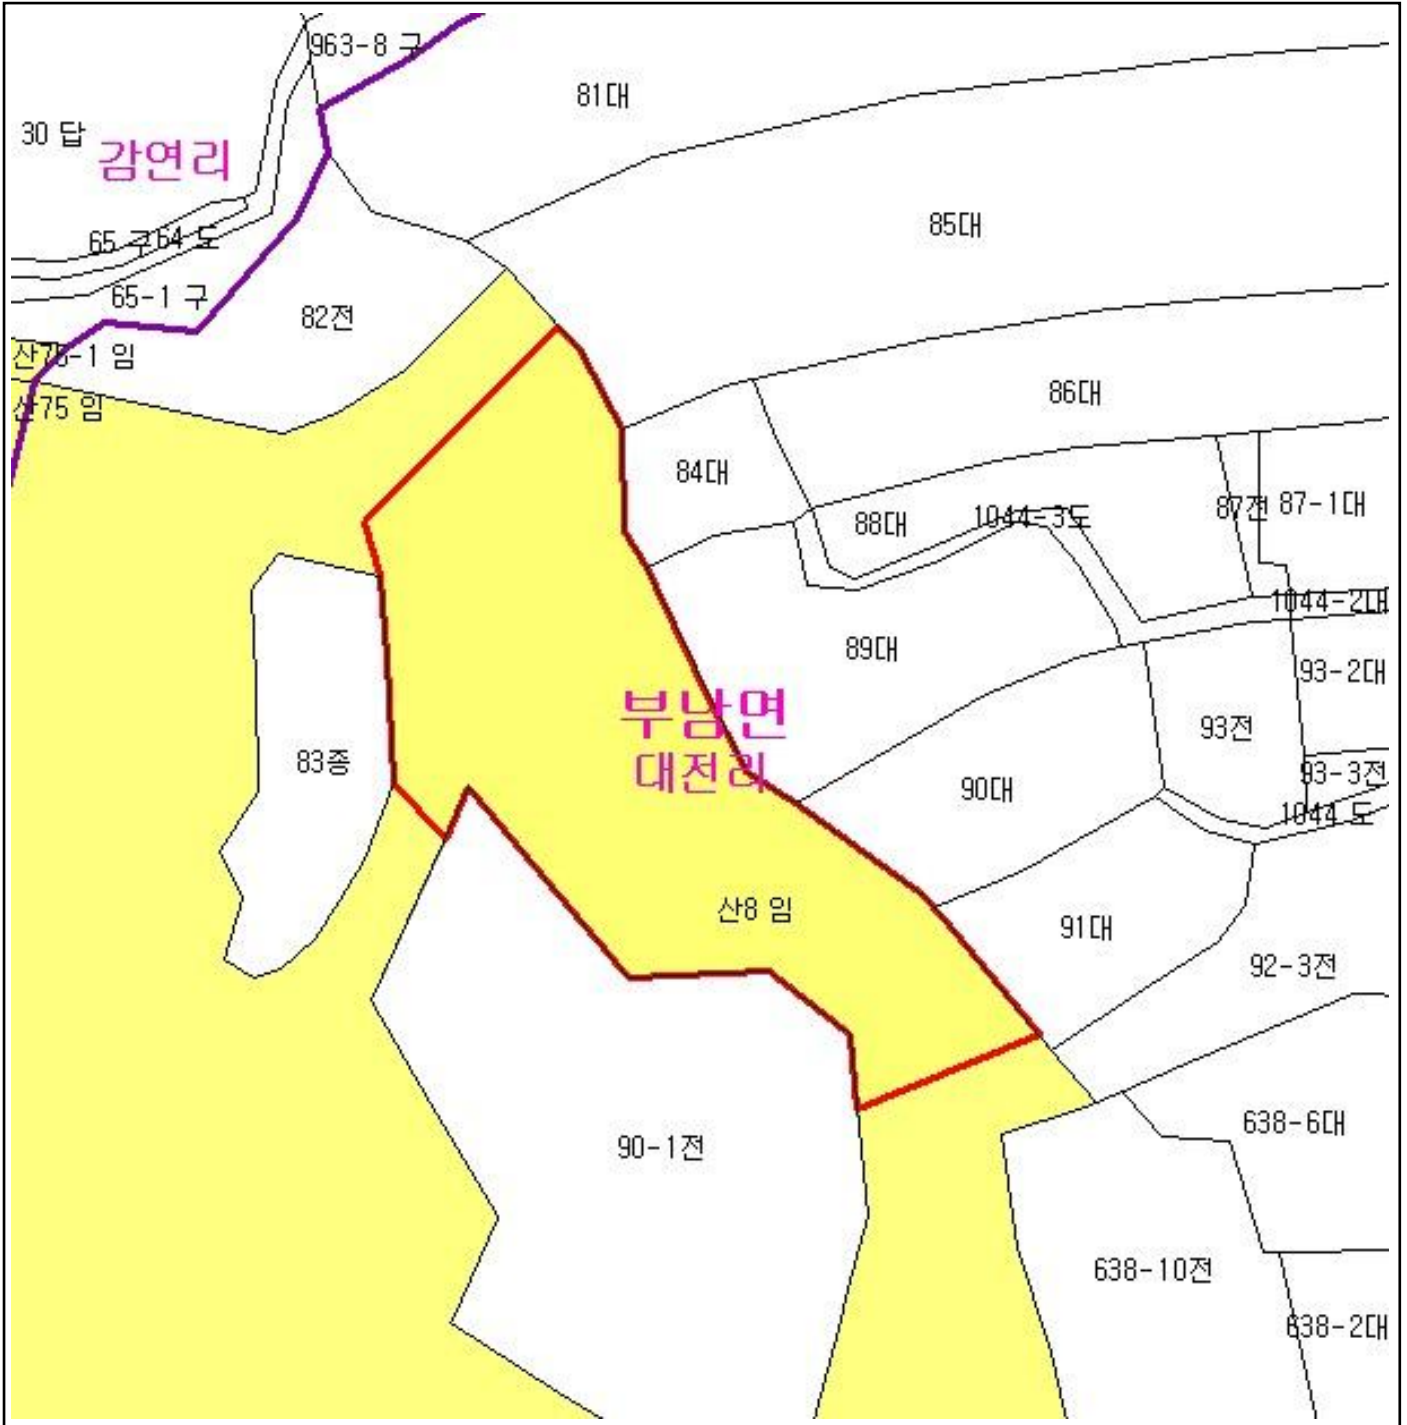 963-8 구
81대
30 답
감연리
85대
65 구
64 도
65-1 구
82전
산75-1 임
86대
산75 임
84대
87전
87-1대
88대
1044-3도
1044-2대
89대
93-2대
부남면
93전
83종
대전리
93-3전
90대
1044 도
산8 임
91대
92-3전
638-6대
90-1전
638-10전
638-2대